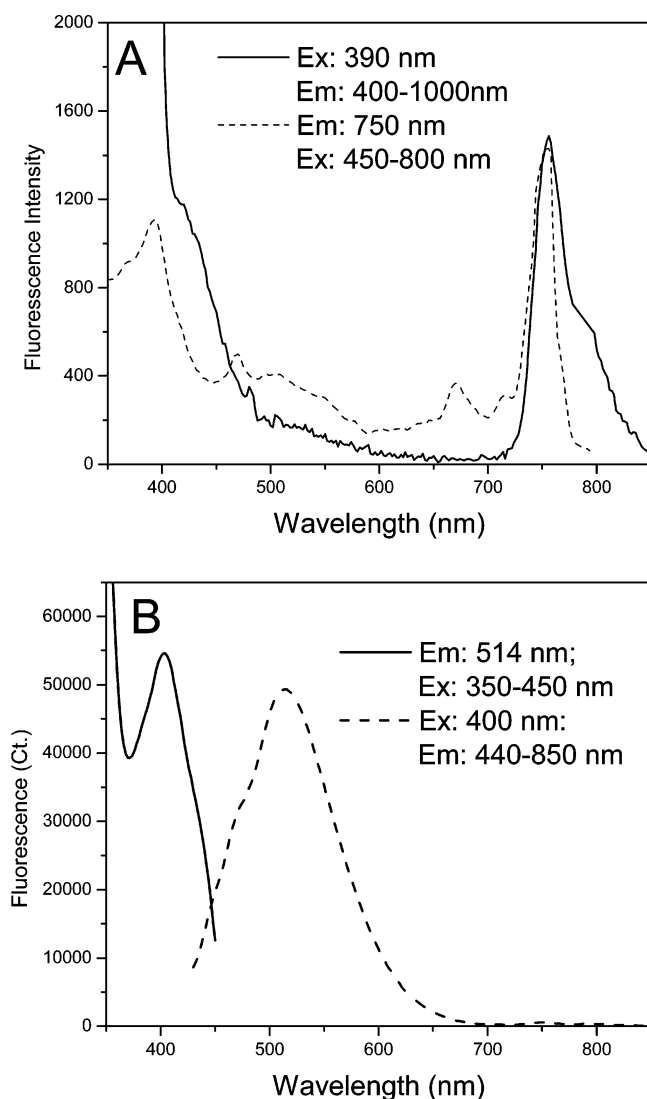 2000
1600
1200
800
400
0
Fluoresscence Intensity
A
Ex: 390 nm
Em: 400-1000nm
Em: 750 nm
Ex: 450-800 nm
400 500 600 700 800
Wavelength (nm)
60000
50000
40000
30000
20000
10000
0
Fluorescence (Ct.)
B
Em: 514 nm;
Ex: 350-450 nm
Ex: 400 nm:
Em: 440-850 nm
400 500 600 700 800
Wavelength (nm)